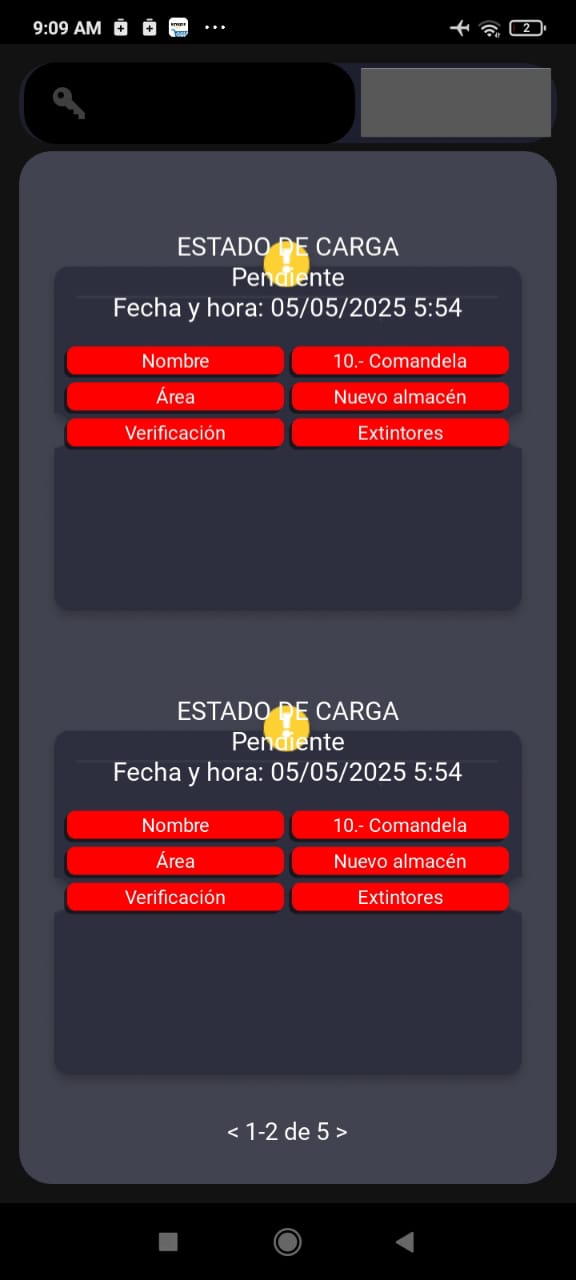 9:09 AM
2
ESTADO DE CARGA
Pendiente
Fecha y hora: 05/05/2025 5:54
Nombre 10.- Comandela
Área Nuevo almacén
Verificación Extintores
ESTADO DE CARGA
Pendiente
Fecha y hora: 05/05/2025 5:54
Nombre 10.- Comandela
Área Nuevo almacén
Verificación Extintores
< 1-2 de 5 >